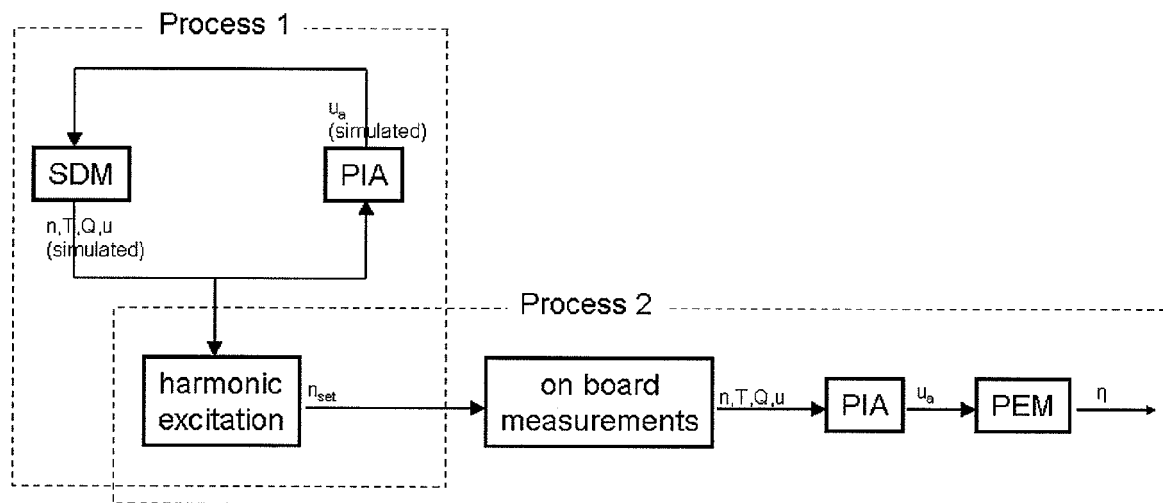 Process 1
u_a
(simulated)
SDM
PIA
n,T,Q,u
(simulated)
Process 2
harmonic
excitation
n_set
on board
measurements
n,T,Q,u
PIA
u_a
PEM
η